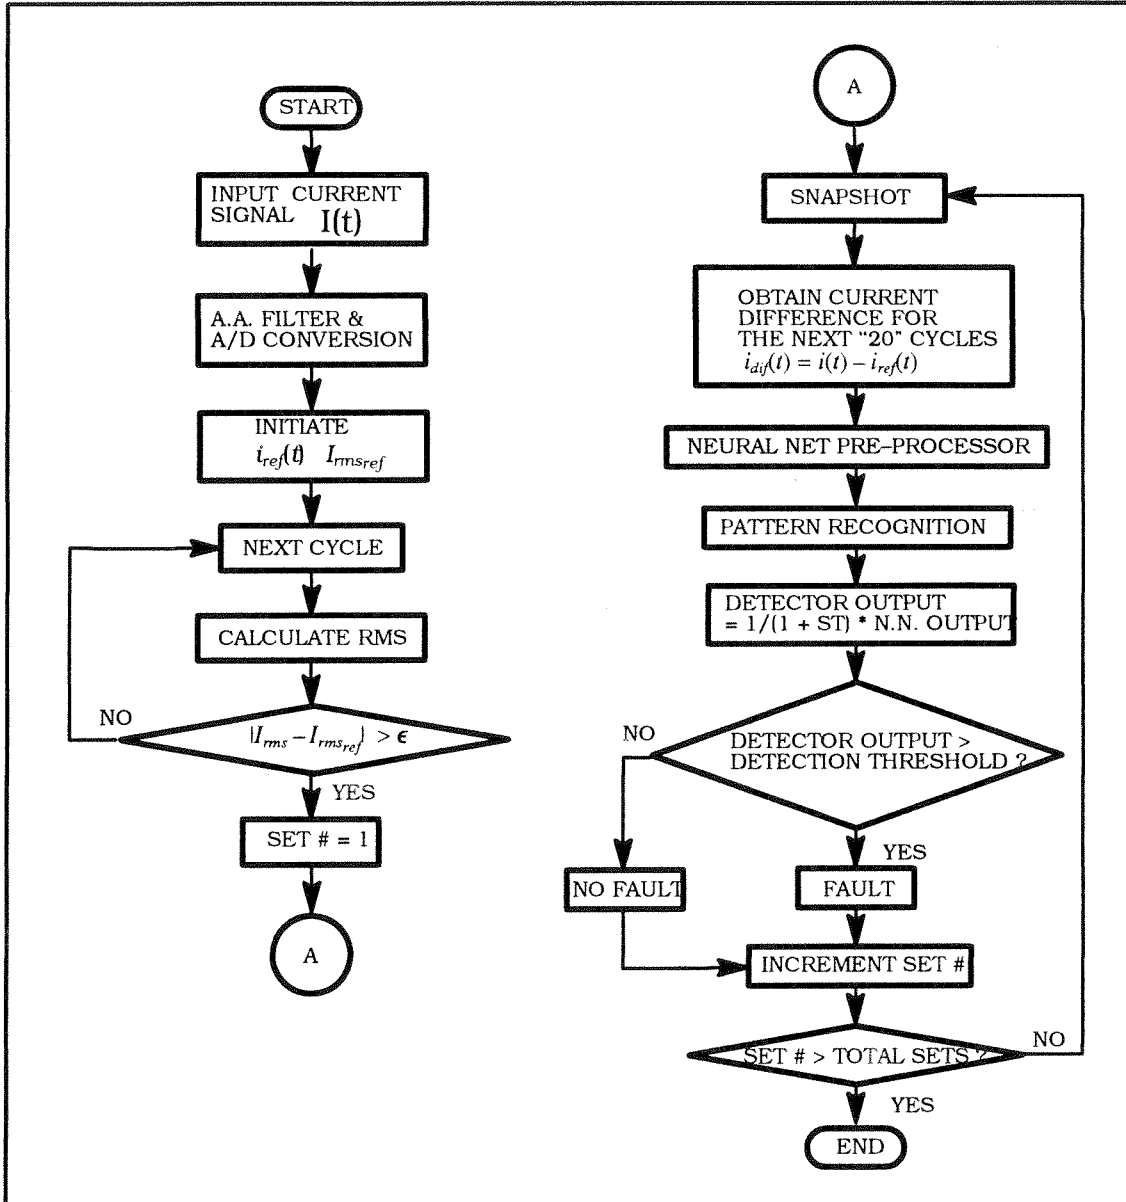 START
INPUT CURRENT
SIGNAL I(t)
A.A. FILTER &
A/D CONVERSION
INITIATE
i_ref(t) I_rms_ref
NEXT CYCLE
CALCULATE RMS
NO
|I_rms – I_rms_ref| > ϵ
YES
SET # = 1
A
A
SNAPSHOT
OBTAIN CURRENT
DIFFERENCE FOR
THE NEXT "20" CYCLES
i_dif(t) = i(t) – i_ref(t)
NEURAL NET PRE–PROCESSOR
PATTERN RECOGNITION
DETECTOR OUTPUT
= 1/(1 + ST) * N.N. OUTPUT
NO
DETECTOR OUTPUT >
DETECTION THRESHOLD ?
YES
NO FAULT
FAULT
INCREMENT SET #
SET # > TOTAL SETS ?
NO
YES
END